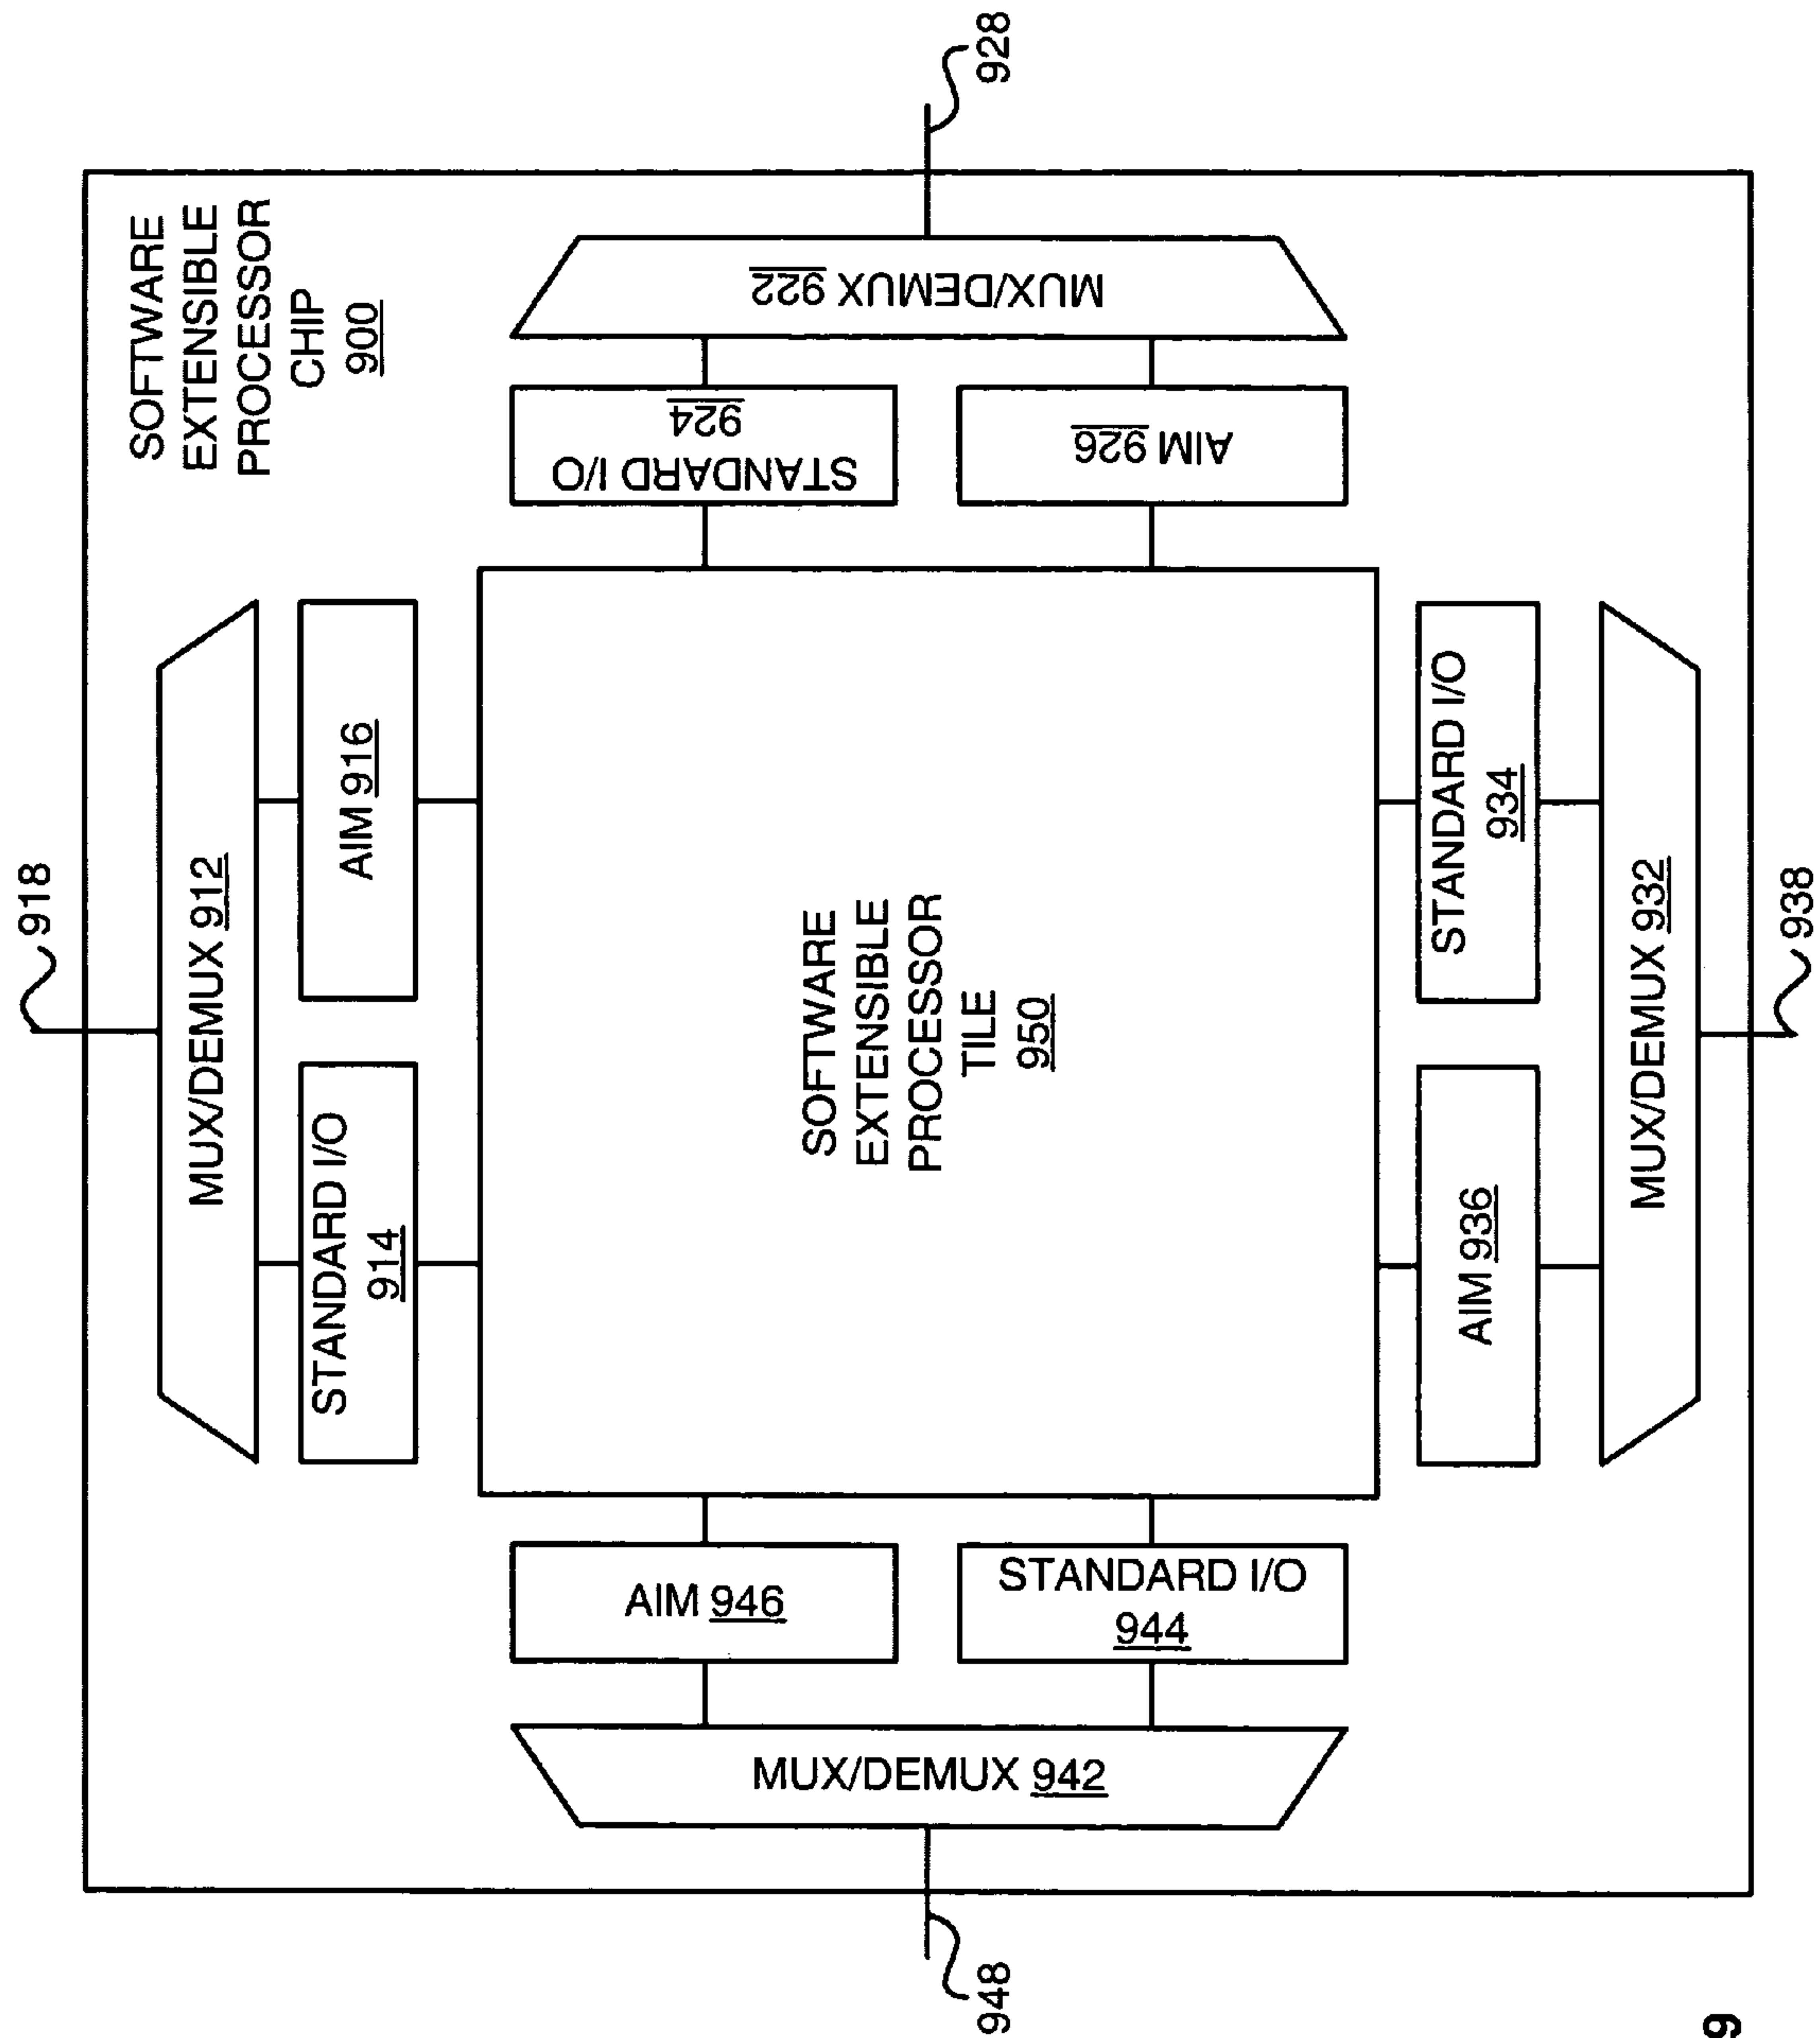 918
SOFTWARE
EXTENSIBLE
PROCESSOR
CHIP
900
MUX/DEMUX 912
STANDARD I/O
914
AIM 916
948
MUX/DEMUX 942
AIM 946
STANDARD I/O
944
SOFTWARE
EXTENSIBLE
PROCESSOR
TILE
950
STANDARD I/O
924
AIM 926
MUX/DEMUX 922
928
AIM 936
STANDARD I/O
934
MUX/DEMUX 932
938
9